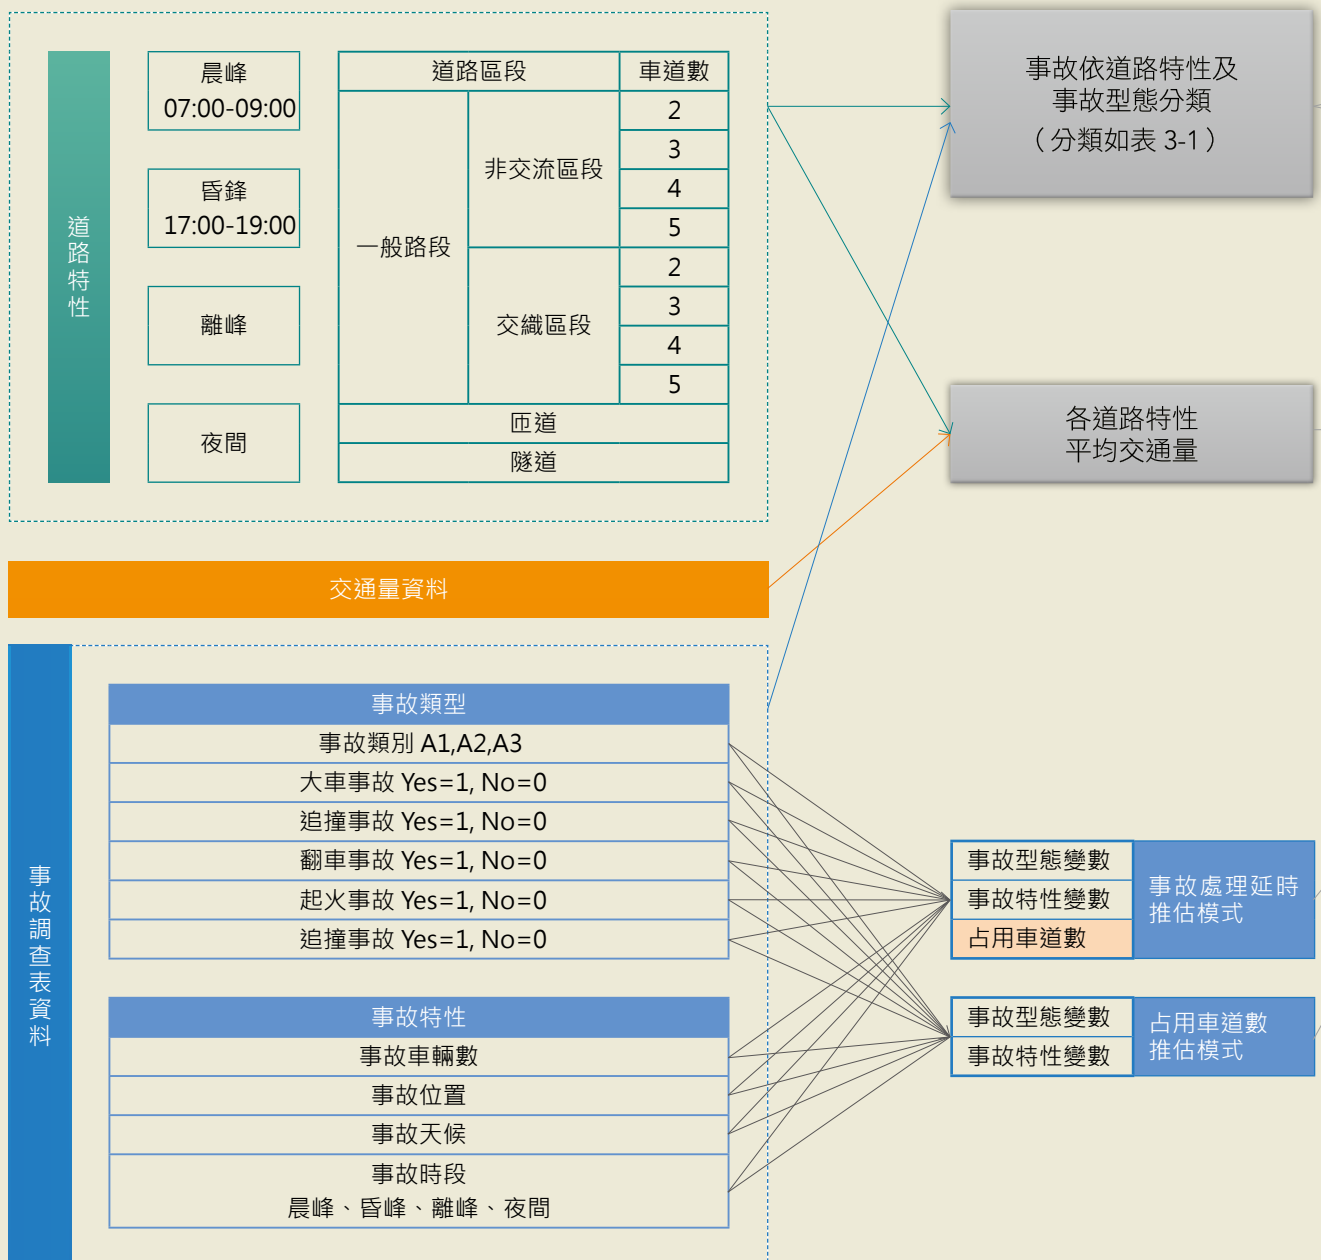 道路特性
晨峰
07:00-09:00
昏鋒
17:00-19:00
離峰
夜間
道路區段
車道數
一般路段
非交流區段
2
3
4
5
交織區段
2
3
4
5
匝道
隧道
事故依道路特性及
事故型態分類
（分類如表 3-1）
各道路特性
平均交通量
交通量資料
事故調查表資料
事故類型
事故類別 A1,A2,A3
大車事故 Yes=1, No=0
追撞事故 Yes=1, No=0
翻車事故 Yes=1, No=0
起火事故 Yes=1, No=0
追撞事故 Yes=1, No=0
事故特性
事故車輛數
事故位置
事故天候
事故時段
晨峰、昏峰、離峰、夜間
事故型態變數
事故特性變數
占用車道數
事故處理延時
推估模式
事故型態變數
事故特性變數
占用車道數
推估模式